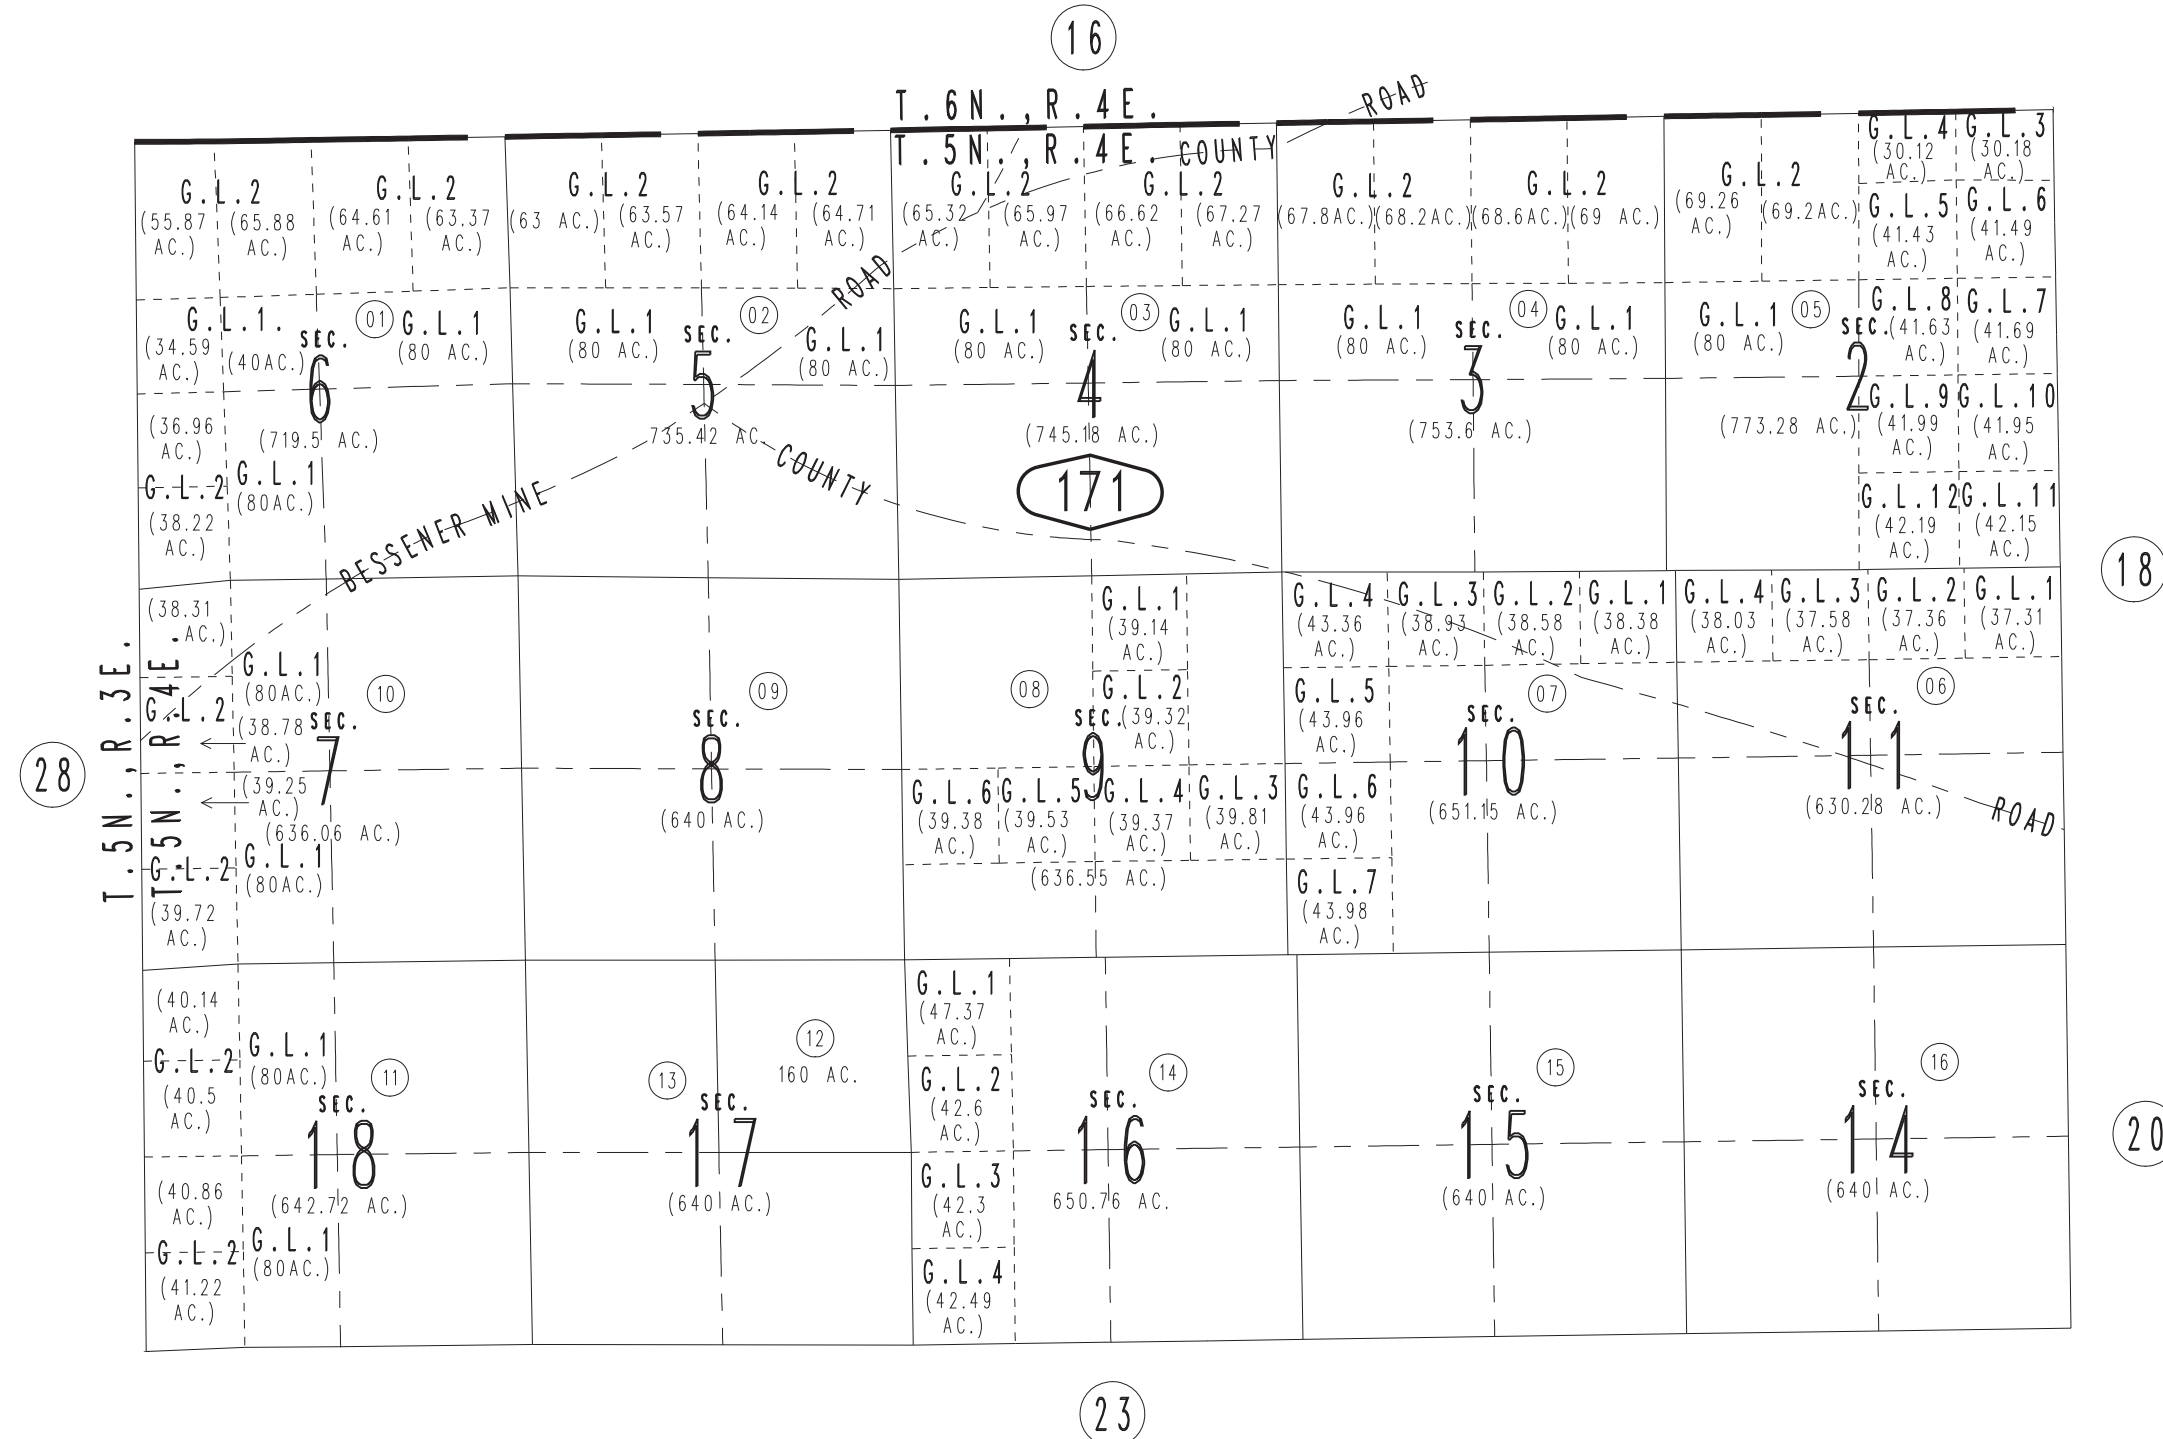 16
T.6N.,R.4E.
ROAD
T.5N.,R.4E.
COUNTY
G.L.2
(55.87 AC.)
(65.88 AC.)
G.L.2
(64.61 AC.)
(63.37 AC.)
G.L.2
(63 AC.)
(63.57 AC.)
G.L.2
(64.14 AC.)
(64.71 AC.)
G.L.2
(65.32 AC.)
(65.97 AC.)
G.L.2
(66.62 AC.)
(67.27 AC.)
G.L.2
(67.8AC.)
(68.2AC.)
G.L.2
(68.6AC.)
(69 AC.)
G.L.2
(69.26 AC.)
(69.2AC.)
G.L.4
(30.12 AC.)
G.L.3
(30.18 AC.)
G.L.5
(41.43 AC.)
G.L.6
(41.49 AC.)
ROAD
G.L.1.
(34.59 AC.)
(40AC.)
SEC.
6
01
G.L.1
(80 AC.)
(36.96 AC.)
(719.5 AC.)
G.L.2
G.L.1
(80AC.)
(38.22 AC.)
G.L.1
(80 AC.)
SEC.
5
02
G.L.1
(80 AC.)
735.42 AC.
BESSENER MINE
COUNTY
G.L.1
(80 AC.)
SEC.
4
03
G.L.1
(80 AC.)
(745.18 AC.)
171
G.L.1
(80 AC.)
SEC.
3
04
G.L.1
(80 AC.)
(753.6 AC.)
G.L.1
(80 AC.)
05
SEC.
2
(773.28 AC.)
G.L.8
(41.63 AC.)
G.L.7
(41.69 AC.)
G.L.9
(41.99 AC.)
G.L.10
(41.95 AC.)
G.L.12
(42.19 AC.)
G.L.11
(42.15 AC.)
18
T.5N.,R.3E.
T.5N.,R.4E.
28
(38.31 AC.)
G.L.1
(80AC.)
G.L.2
(38.78 AC.)
SEC.
7
10
(39.25 AC.)
(636.06 AC.)
G.L.2
G.L.1
(80AC.)
(39.72 AC.)
SEC.
8
09
(640 AC.)
08
G.L.1
(39.14 AC.)
G.L.2
(39.32 AC.)
SEC.
9
G.L.6
(39.38 AC.)
G.L.5
(39.53 AC.)
G.L.4
(39.37 AC.)
G.L.3
(39.81 AC.)
(636.55 AC.)
G.L.4
(43.36 AC.)
G.L.3
(38.93 AC.)
G.L.2
(38.58 AC.)
G.L.1
(38.38 AC.)
G.L.5
(43.96 AC.)
SEC.
10
07
G.L.6
(43.96 AC.)
(651.15 AC.)
G.L.7
(43.98 AC.)
G.L.4
(38.03 AC.)
G.L.3
(37.58 AC.)
G.L.2
(37.36 AC.)
G.L.1
(37.31 AC.)
SEC.
11
06
(630.28 AC.)
ROAD
(40.14 AC.)
G.L.2
G.L.1
(80AC.)
(40.5 AC.)
SEC.
18
11
(40.86 AC.)
(642.72 AC.)
G.L.2
G.L.1
(80AC.)
(41.22 AC.)
12
160 AC.
13
SEC.
17
(640 AC.)
G.L.1
(47.37 AC.)
G.L.2
(42.6 AC.)
G.L.3
(42.3 AC.)
G.L.4
(42.49 AC.)
14
SEC.
16
650.76 AC.
15
SEC.
15
(640 AC.)
16
SEC.
14
(640 AC.)
20
23